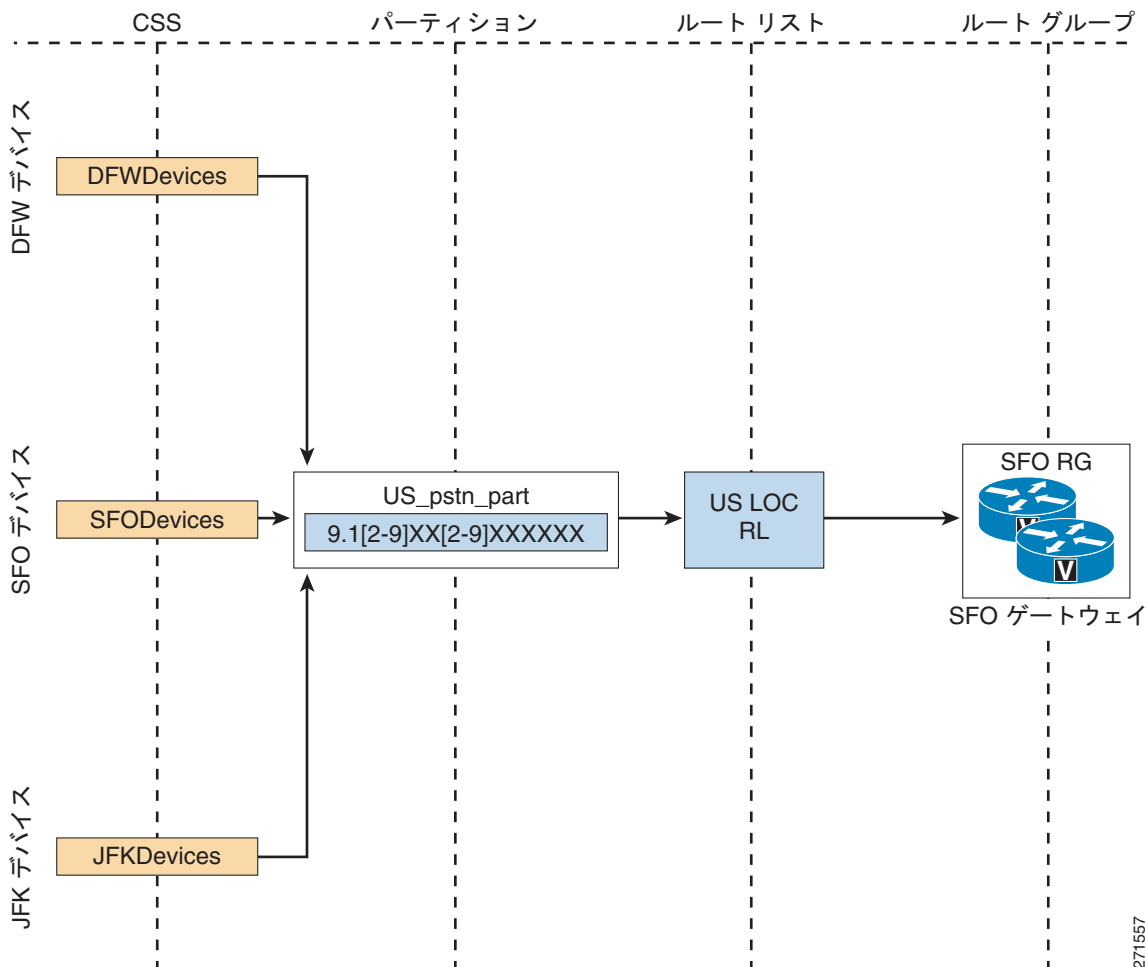 CSS
パーティション
ルート リスト
ルート グループ
DFW デバイス
DFWDevices
SFO デバイス
SFODevices
US_pstn_part
9.1[2-9]XX[2-9]XXXXXX
US LOC
RL
SFO RG
V
V
SFO ゲートウェイ
JFK デバイス
JFKDevices
271557